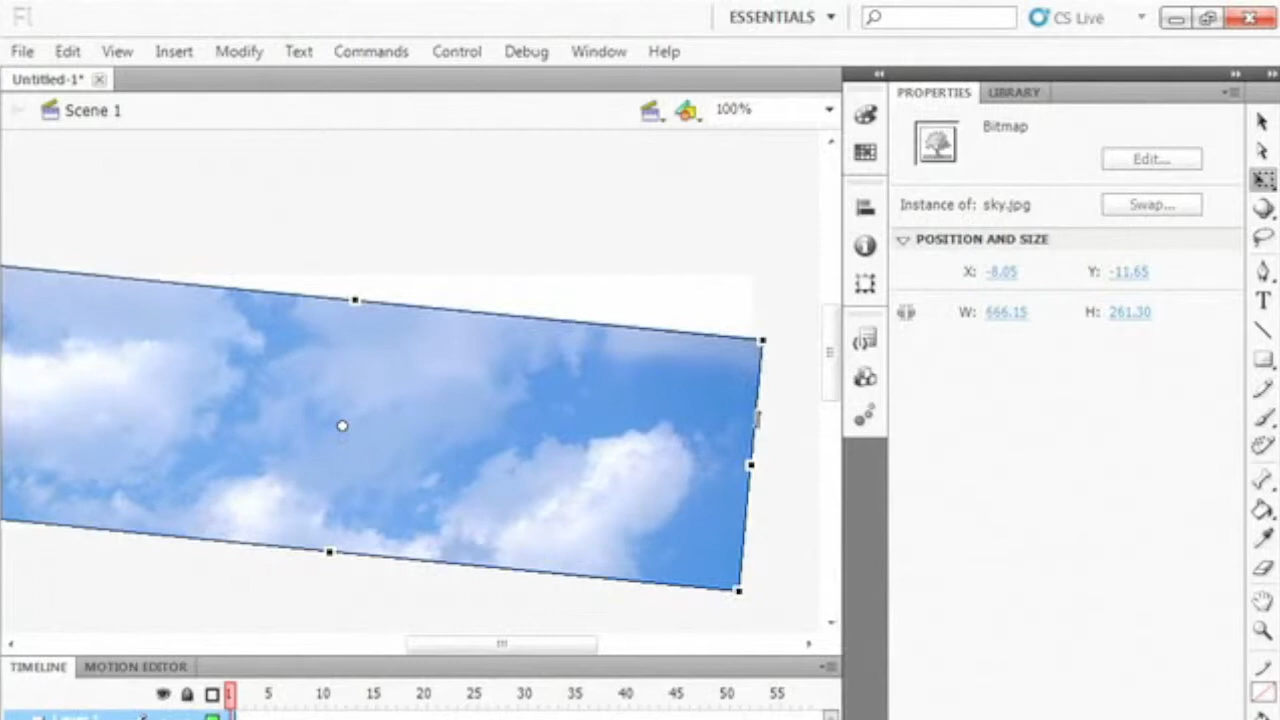 Fl
ESSENTIALS
CS Live
File Edit View Insert Modify Text Commands Control Debug Window Help
Untitled-1*
PROPERTIES LIBRARY
Scene 1
100%
Bitmap
Edit...
Instance of: sky.jpg
Swap...
POSITION AND SIZE
X: -8.05 Y: -11.65
W: 666.15 H: 261.30
T
TIMELINE MOTION EDITOR
1 5 10 15 20 25 30 35 40 45 50 55